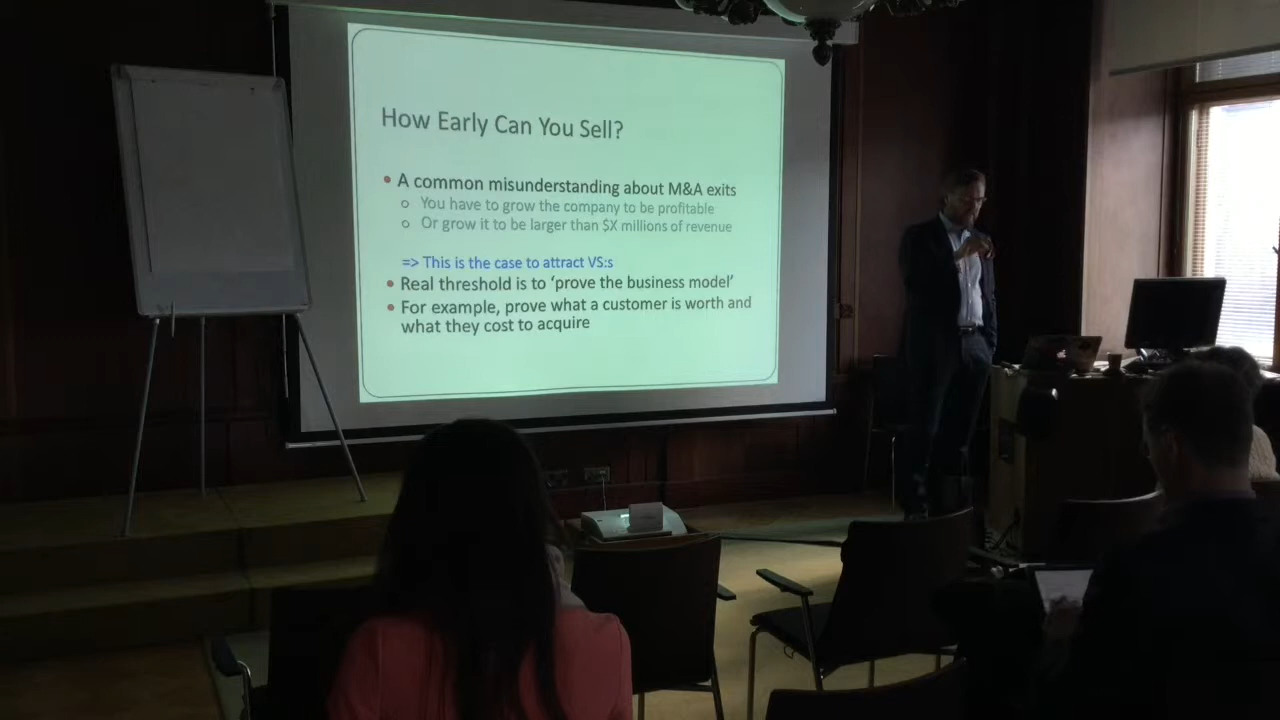 How Early Can You Sell?
• A common misunderstanding about M&A exits
○ You have to grow the company to be profitable
○ Or grow it to be larger than $X millions of revenue
=> This is the case to attract VS:s
• Real threshold is to ‘prove the business model’
• For example, prove what a customer is worth and
what they cost to acquire